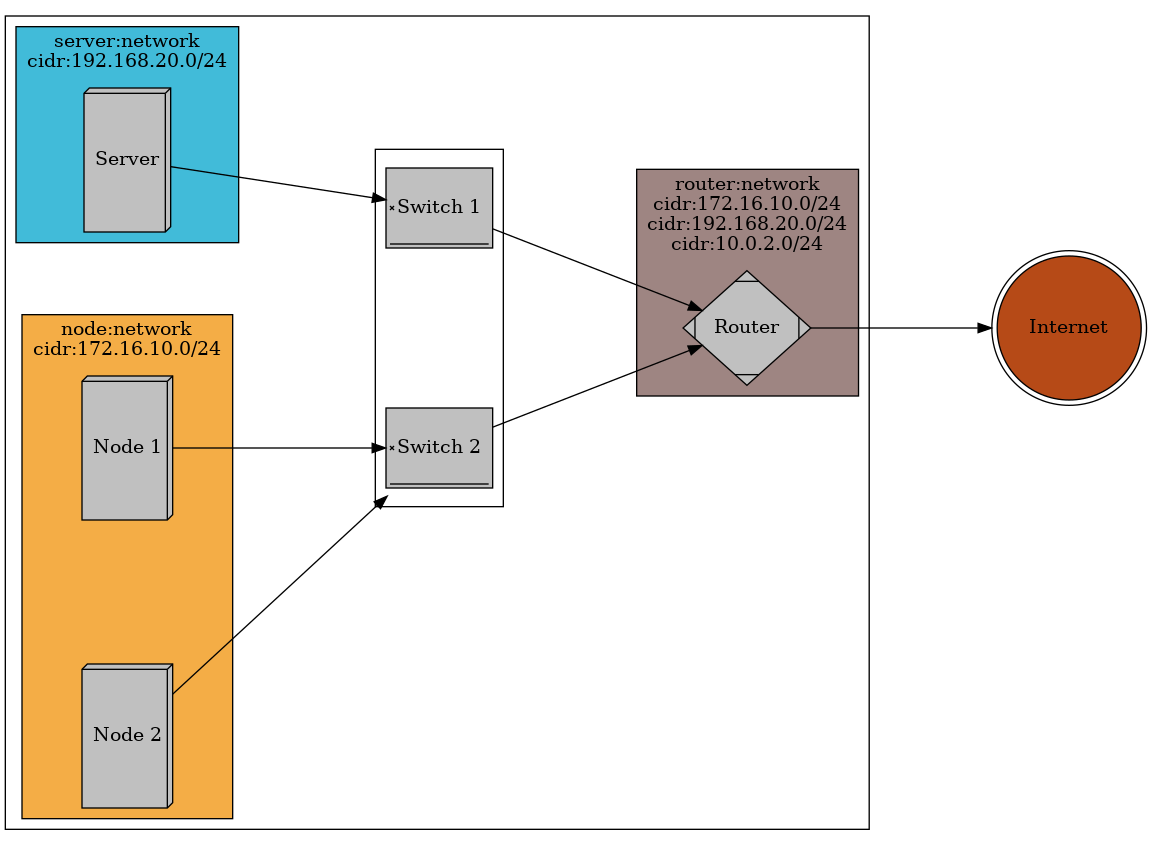 server:network
cidr:192.168.20.0/24
Server
Switch 1
router:network
cidr:172.16.10.0/24
cidr:192.168.20.0/24
cidr:10.0.2.0/24
Router
Internet
node:network
cidr:172.16.10.0/24
Node 1
Switch 2
Node 2